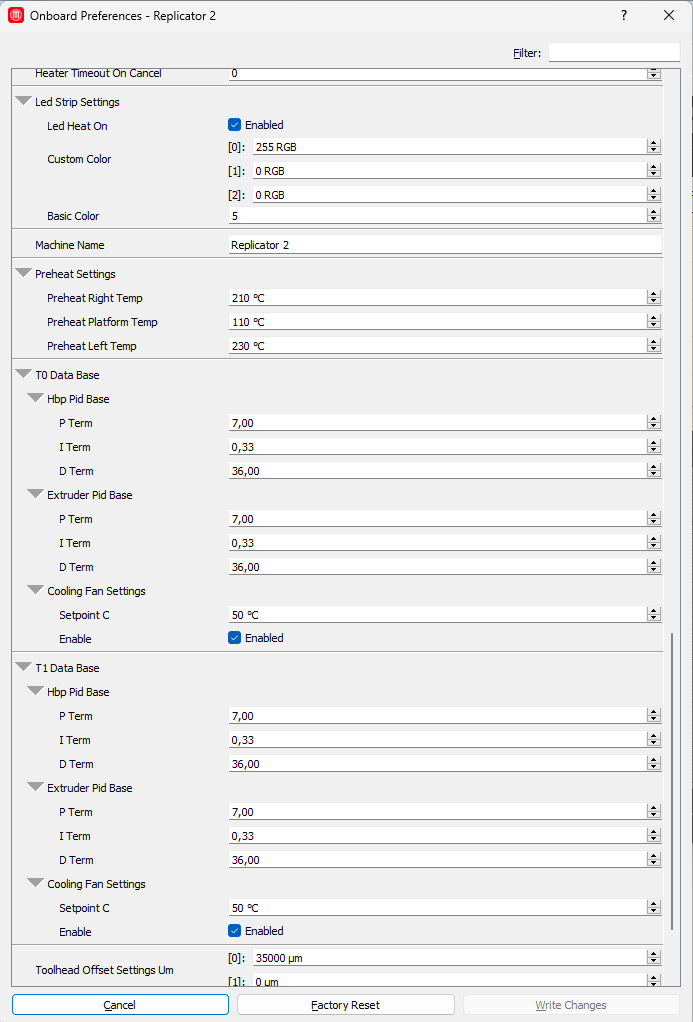 Onboard Preferences - Replicator 2
?
Filter:
Heater Timeout On Cancel 0
Led Strip Settings
Led Heat On Enabled
Custom Color [0]: 255 RGB
[1]: 0 RGB
[2]: 0 RGB
Basic Color 5
Machine Name Replicator 2
Preheat Settings
Preheat Right Temp 210 °C
Preheat Platform Temp 110 °C
Preheat Left Temp 230 °C
T0 Data Base
Hbp Pid Base
P Term 7,00
I Term 0,33
D Term 36,00
Extruder Pid Base
P Term 7,00
I Term 0,33
D Term 36,00
Cooling Fan Settings
Setpoint C 50 °C
Enable Enabled
T1 Data Base
Hbp Pid Base
P Term 7,00
I Term 0,33
D Term 36,00
Extruder Pid Base
P Term 7,00
I Term 0,33
D Term 36,00
Cooling Fan Settings
Setpoint C 50 °C
Enable Enabled
Toolhead Offset Settings Um [0]: 35000 µm
[1]: 0 µm
Cancel Factory Reset Write Changes